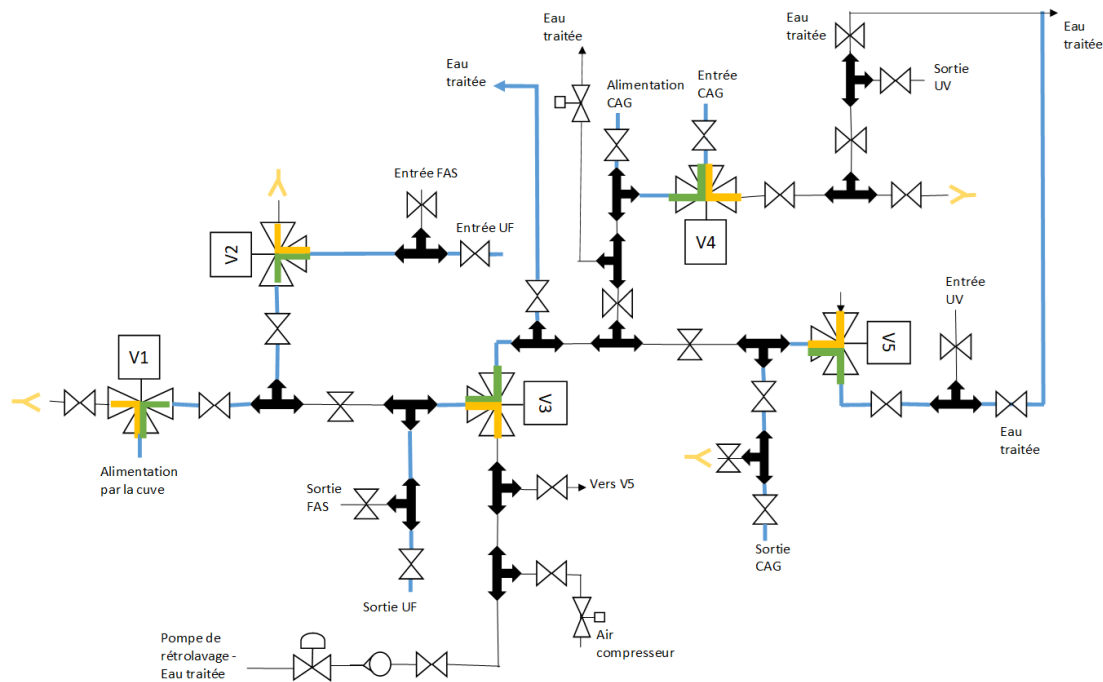 Eau
traitée
Eau
traitée
Eau
traitée
Eau
traitée
Alimentation
CAG
Entrée
CAG
Sortie
UV
V4
Entrée FAS
V2
Entrée UF
Entrée
UV
V1
V3
V5
Alimentation
par la cuve
Eau
traitée
Vers V5
Sortie
FAS
Sortie
CAG
Sortie UF
Air
compresseur
Pompe de
rétrolavage -
Eau traitée